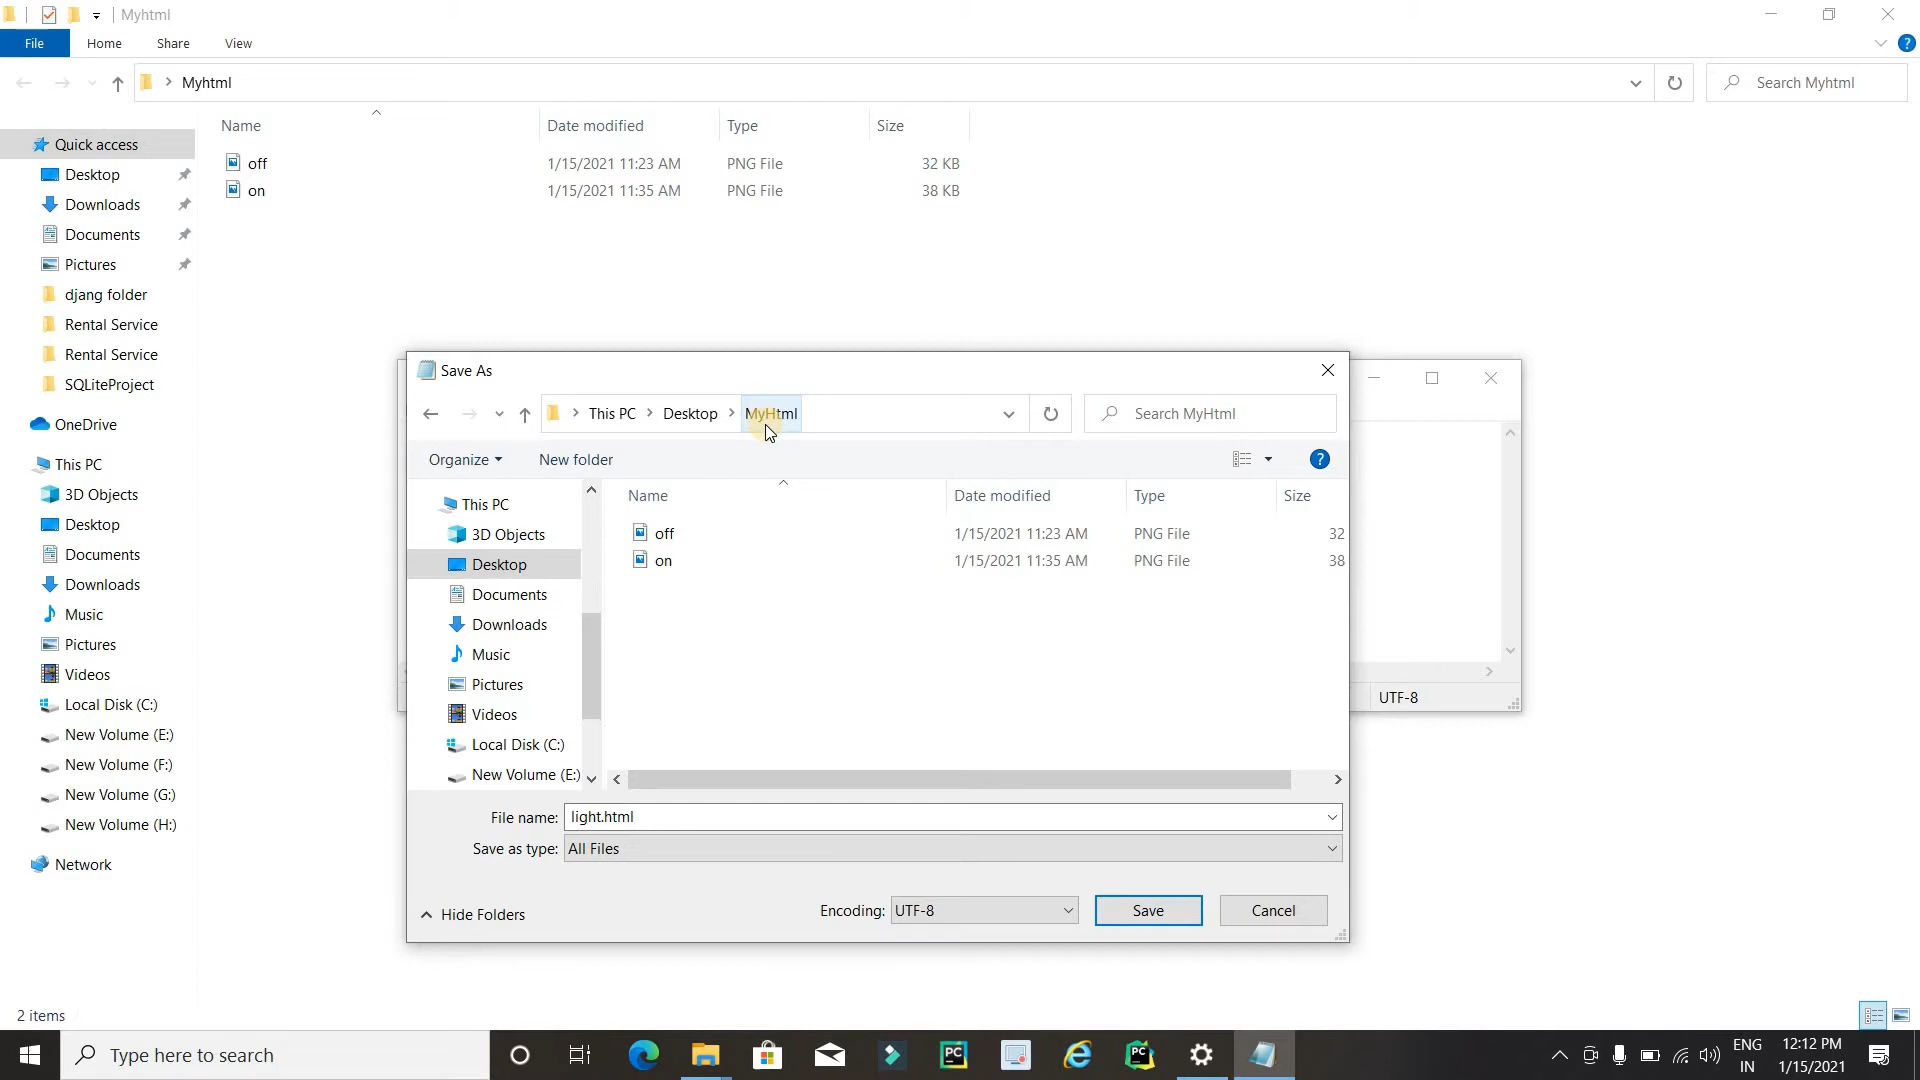 Myhtml
File Home Share View
Myhtml
Search Myhtml
Name Date modified Type Size
off 1/15/2021 11:23 AM PNG File 32 KB
on 1/15/2021 11:35 AM PNG File 38 KB
Quick access
Desktop
Downloads
Documents
Pictures
djang folder
Rental Service
Rental Service
SQLiteProject
OneDrive
This PC
3D Objects
Desktop
Documents
Downloads
Music
Pictures
Videos
Local Disk (C:)
New Volume (E:)
New Volume (F:)
New Volume (G:)
New Volume (H:)
Network
2 items
Save As
This PC Desktop MyHtml
Search MyHtml
Organize New folder
Name Date modified Type Size
This PC
3D Objects
Desktop
Documents
Downloads
Music
Pictures
Videos
Local Disk (C:)
New Volume (E:)
off 1/15/2021 11:23 AM PNG File 32
on 1/15/2021 11:35 AM PNG File 38
File name: light.html
Save as type: All Files
Hide Folders
Encoding: UTF-8
Save
Cancel
UTF-8
Type here to search
PC
PC
ENG
IN
12:12 PM
1/15/2021